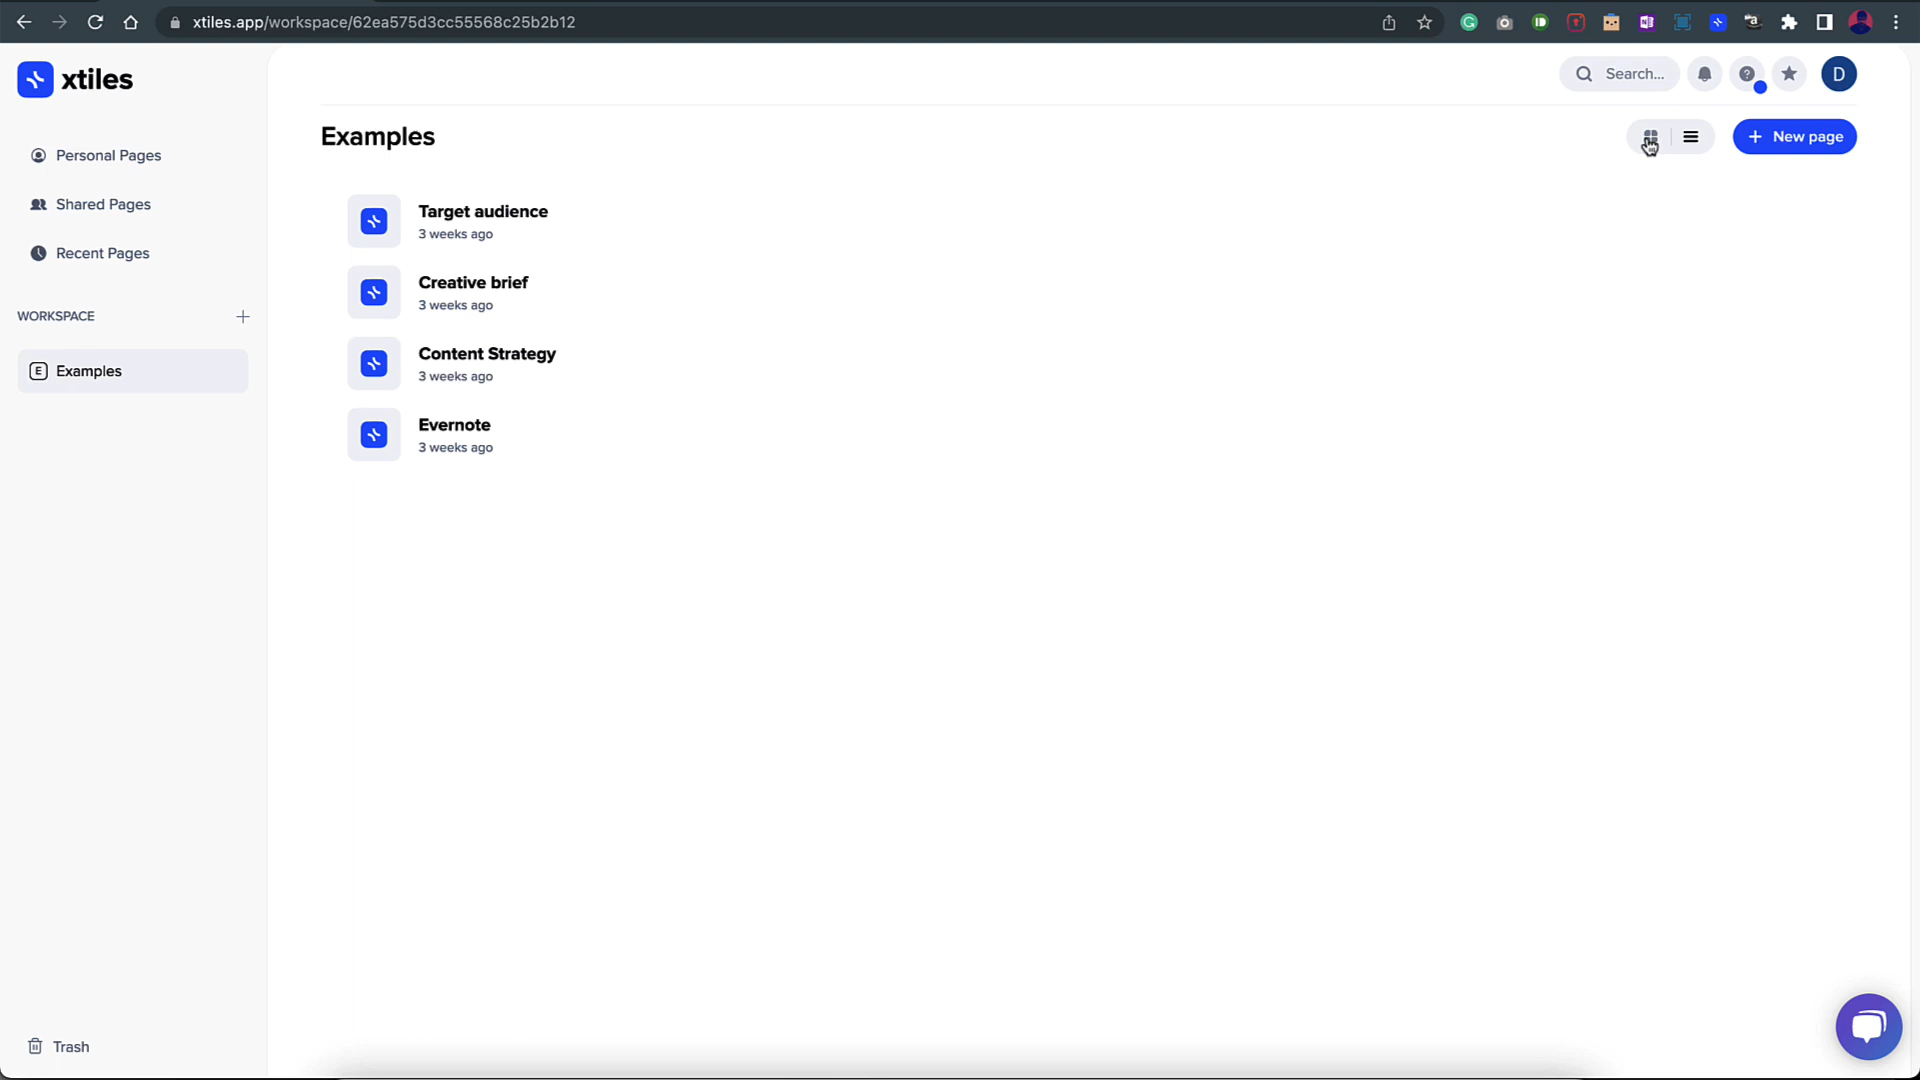 xtiles.app/workspace/62ea575d3cc55568c25b2b12
xtiles
Search...
D
Examples
New page
Personal Pages
Shared Pages
Recent Pages
WORKSPACE
E Examples
Target audience
3 weeks ago
Creative brief
3 weeks ago
Content Strategy
3 weeks ago
Evernote
3 weeks ago
Trash